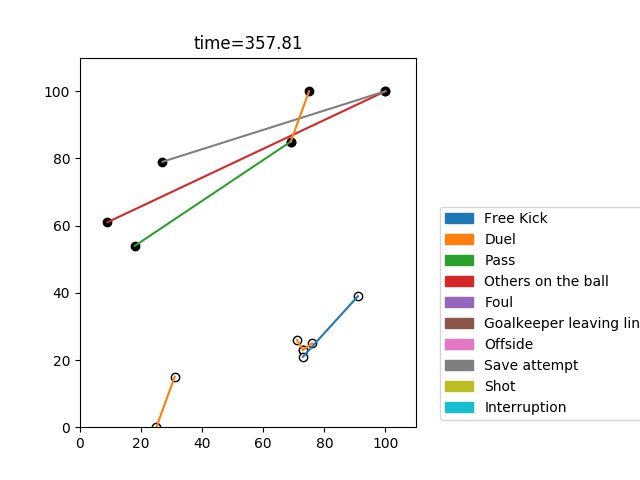 time=357.81
100
80
60
40
20
0
0 20 40 60 80 100
Free Kick
Duel
Pass
Others on the ball
Foul
Goalkeeper leaving lin
Offside
Save attempt
Shot
Interruption